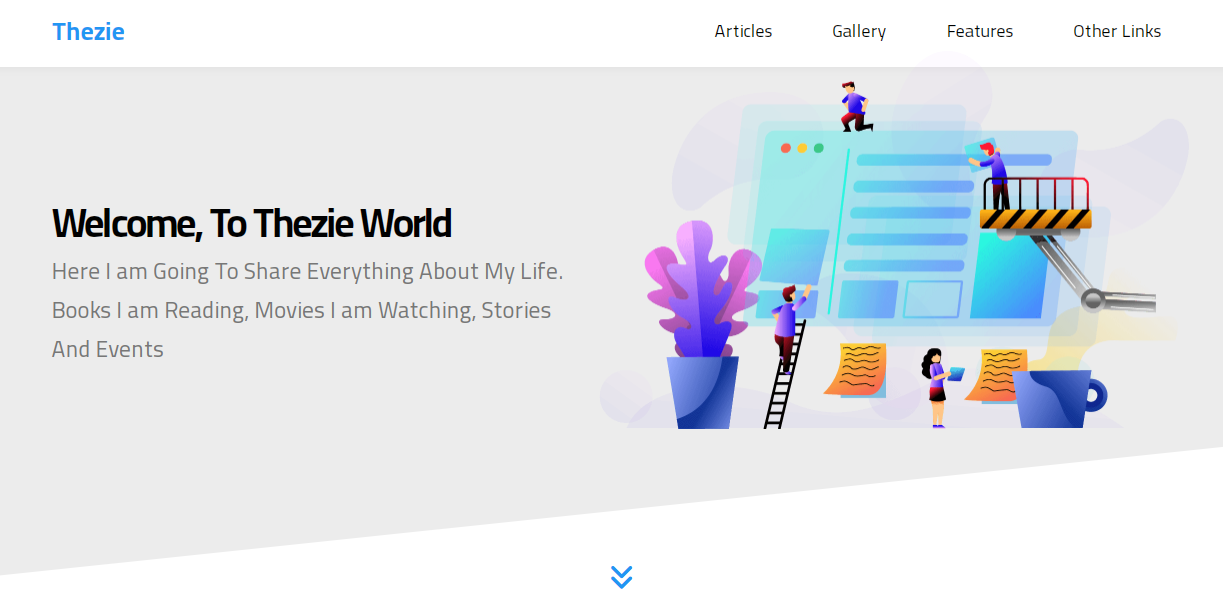 Thezie
Articles
Gallery
Features
Other Links
Welcome, To Thezie World
Here I am Going To Share Everything About My Life.
Books I am Reading, Movies I am Watching, Stories
And Events